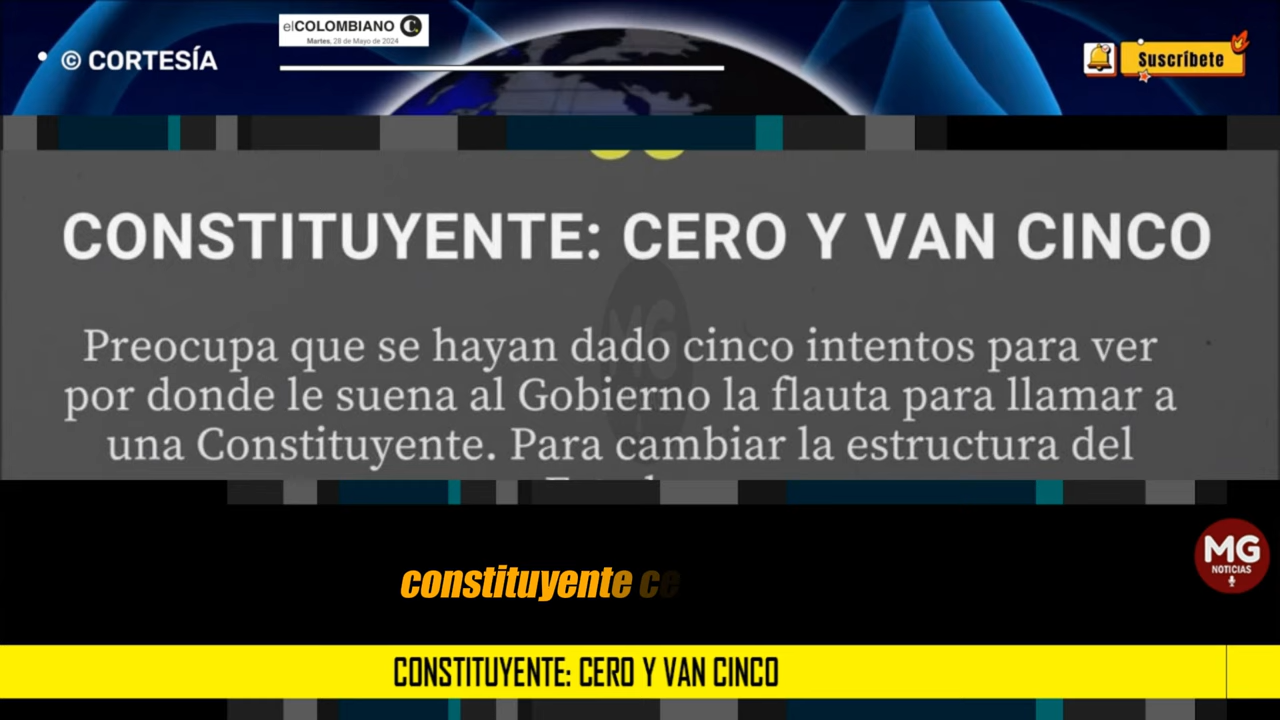 elCOLOMBIANO C
Martes, 28 de Mayo de 2024
© CORTESÍA
Suscríbete
CONSTITUYENTE: CERO Y VAN CINCO
MG
Preocupa que se hayan dado cinco intentos para ver
por donde le suena al Gobierno la flauta para llamar a
una Constituyente. Para cambiar la estructura del
MG
NOTICIAS
constituyente ce
CONSTITUYENTE: CERO Y VAN CINCO